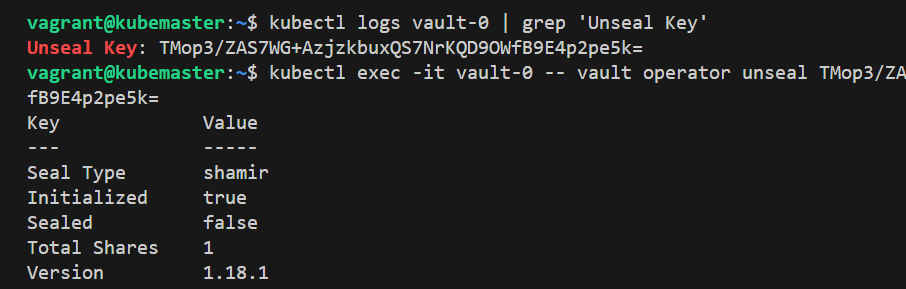 vagrant@kubemaster:~$ kubectl logs vault-0 | grep 'Unseal Key'
Unseal Key: TMop3/ZAS7WG+AzjzkbuxQS7NrKQD9OWfB9E4p2pe5k=
vagrant@kubemaster:~$ kubectl exec -it vault-0 -- vault operator unseal TMop3/ZA
fB9E4p2pe5k=
Key Value
--- -----
Seal Type shamir
Initialized true
Sealed false
Total Shares 1
Version 1.18.1